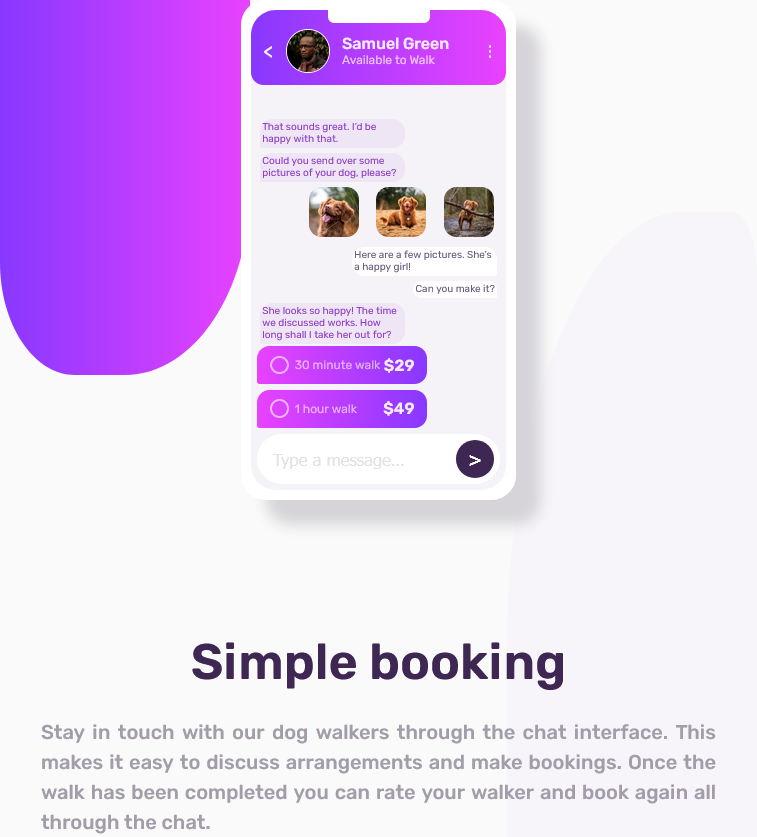 <
Samuel Green
Available to Walk
That sounds great. I'd be
happy with that.
Could you send over some
pictures of your dog, please?
Here are a few pictures. She's
a happy girl!
Can you make it?
She looks so happy! The time
we discussed works. How
long shall I take her out for?
30 minute walk $29
1 hour walk $49
Type a message...
>
Simple booking
Stay in touch with our dog walkers through the chat interface. This
makes it easy to discuss arrangements and make bookings. Once the
walk has been completed you can rate your walker and book again all
through the chat.